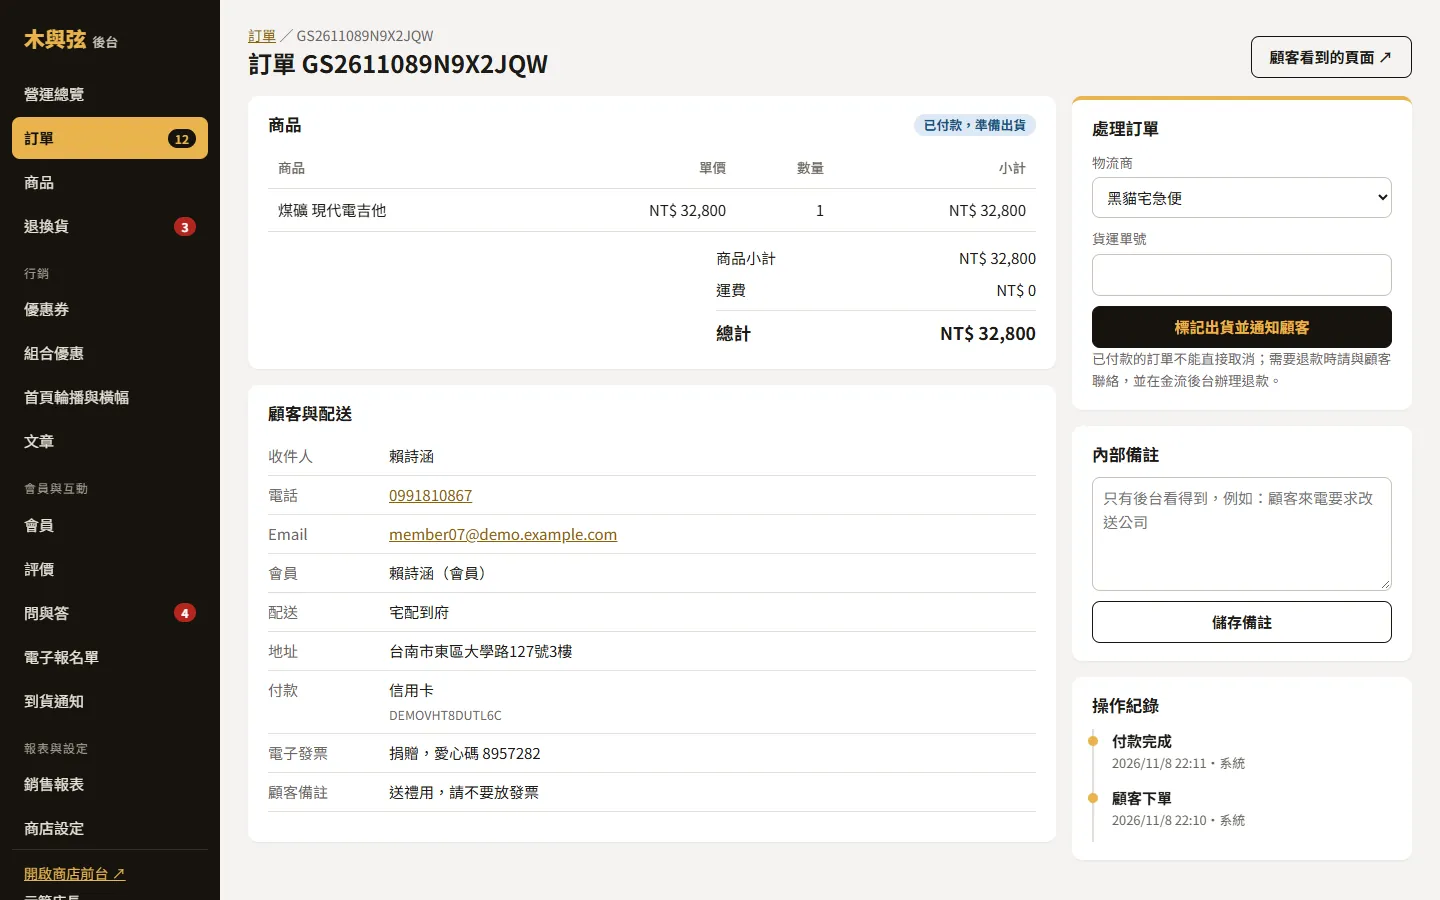 木與弦 後台
營運總覽
訂單 12
商品
退換貨 3
行銷
優惠券
組合優惠
首頁輪播與橫幅
文章
會員與互動
會員
評價
問與答 4
電子報名單
到貨通知
報表與設定
銷售報表
商店設定
開啟商店前台 ↗
訂單 ／ GS2611089N9X2JQW
訂單 GS2611089N9X2JQW
顧客看到的頁面 ↗
商品
已付款，準備出貨
商品 單價 數量 小計
煤礦 現代電吉他 NT$ 32,800 1 NT$ 32,800
商品小計 NT$ 32,800
運費 NT$ 0
總計 NT$ 32,800
顧客與配送
收件人 賴詩涵
電話 0991810867
Email member07@demo.example.com
會員 賴詩涵（會員）
配送 宅配到府
地址 台南市東區大學路127號3樓
付款 信用卡
DEMOVHT8DUTL6C
電子發票 捐贈，愛心碼 8957282
顧客備註 送禮用，請不要放發票
處理訂單
物流商
黑貓宅急便
貨運單號
標記出貨並通知顧客
已付款的訂單不能直接取消；需要退款時請與顧客
聯絡，並在金流後台辦理退款。
內部備註
只有後台看得到，例如：顧客來電要求改
送公司
儲存備註
操作紀錄
付款完成
2026/11/8 22:11・系統
顧客下單
2026/11/8 22:10・系統